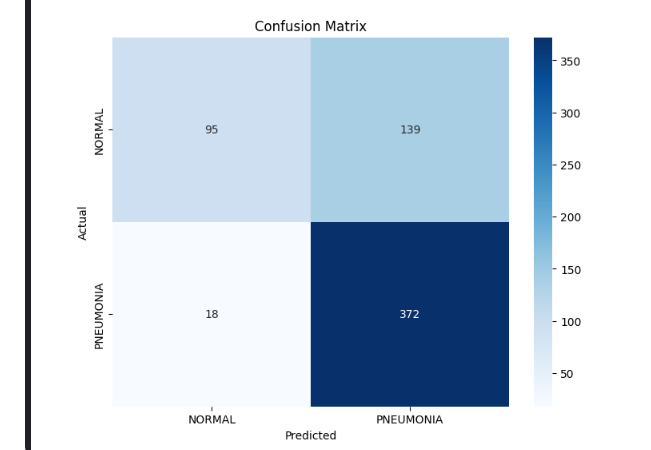 Confusion Matrix
NORMAL
95
139
350
300
250
200
150
100
50
Actual
PNEUMONIA
18
372
NORMAL
PNEUMONIA
Predicted